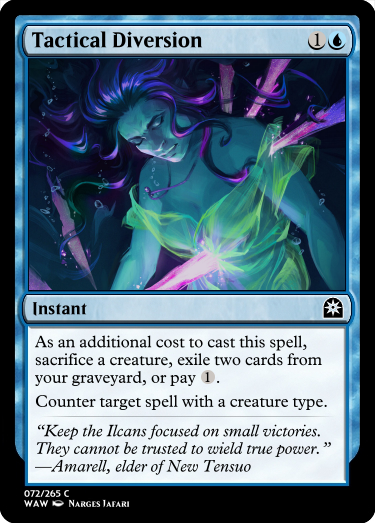 Tactical Diversion 1
Instant
As an additional cost to cast this spell,
sacrifice a creature, exile two cards from
your graveyard, or pay 1.
Counter target spell with a creature type.
“Keep the Ilcans focused on small victories.
They cannot be trusted to wield true power.”
—Amarell, elder of New Tensuo
072/265 C
WAW Narges Jafari